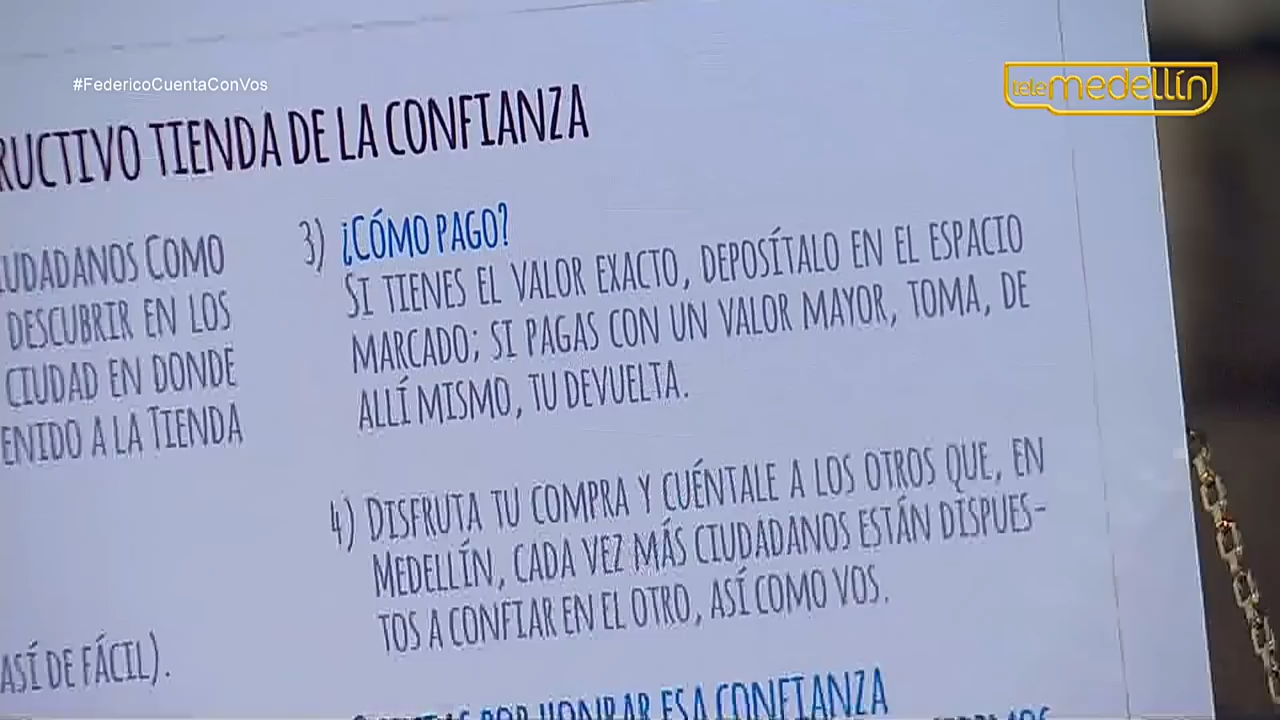 #FedericoCuentaConVos
telemedellín
TIENDA DE LA CONFIANZA
COMO
DESCUBRIR EN LOS
CIUDAD EN DONDE
A LA TIENDA
ASÍ DE FÁCIL).
3) ¿CÓMO PAGO?
SI TIENES EL VALOR EXACTO, DEPOSÍTALO EN EL ESPACIO
MARCADO; SI PAGAS CON UN VALOR MAYOR, TOMA, DE
ALLÍ MISMO, TU DEVUELTA.
4) DISFRUTA TU COMPRA Y CUÉNTALE A LOS OTROS QUE, EN
MEDELLÍN, CADA VEZ MÁS CIUDADANOS ESTÁN DISPUES-
TOS A CONFIAR EN EL OTRO, ASÍ COMO VOS.
POR HONRAR ESA CONFIANZA